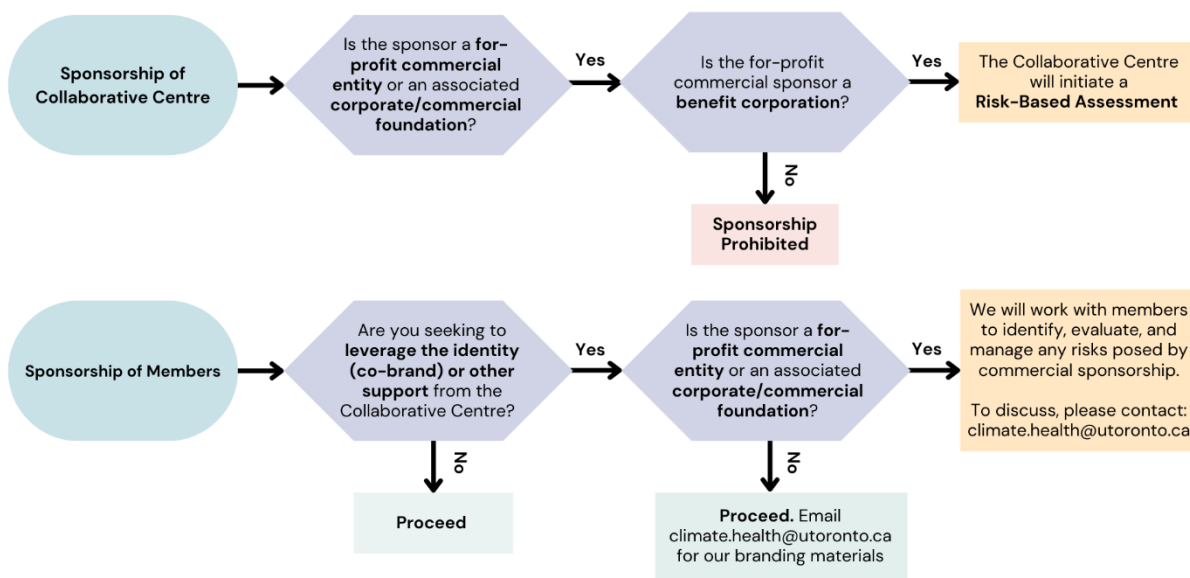 Sponsorship of
Collaborative Centre
Is the sponsor a for-
profit commercial
entity or an associated
corporate/commercial
foundation?
Yes
Is the for-profit
commercial sponsor a
benefit corporation?
Yes
The Collaborative Centre
will initiate a
Risk-Based Assessment
No
Sponsorship
Prohibited
Sponsorship of Members
Are you seeking to
leverage the identity
(co-brand) or other
support from the
Collaborative Centre?
Yes
Is the sponsor a for-
profit commercial
entity or an associated
corporate/commercial
foundation?
Yes
We will work with members
to identify, evaluate, and
manage any risks posed by
commercial sponsorship.
To discuss, please contact:
climate.health@utoronto.ca
No
Proceed
No
Proceed. Email
climate.health@utoronto.ca
for our branding materials